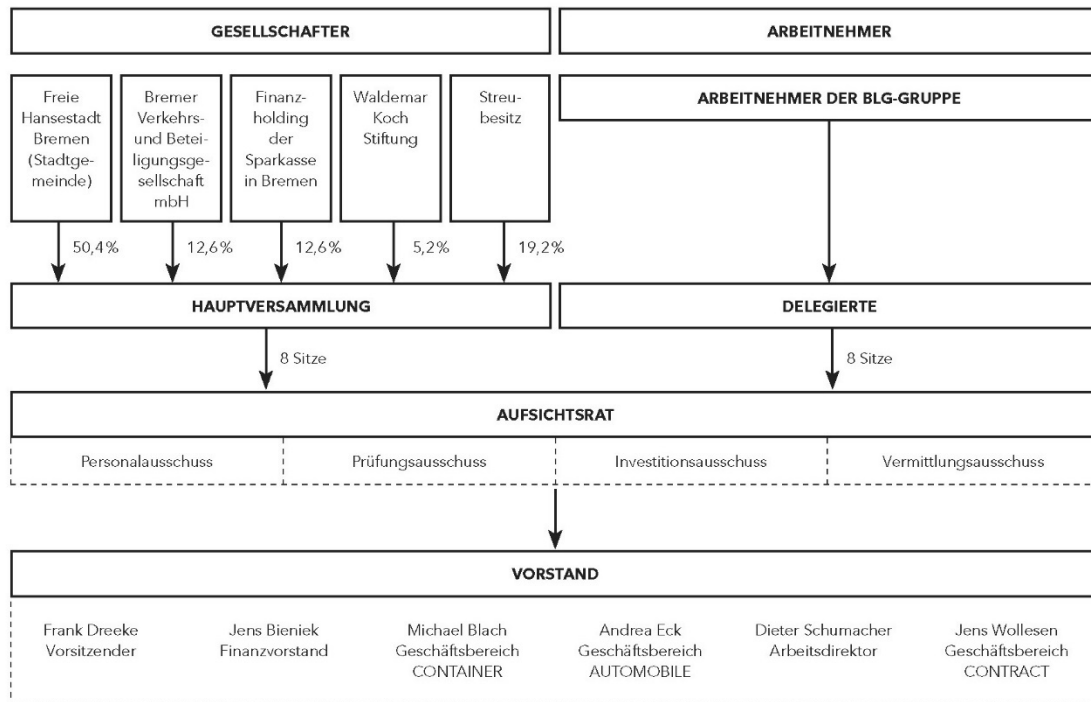 GESELLSCHAFTER
ARBEITNEHMER
Freie
Hansestadt
Bremen
(Stadtge-
meinde)
Bremer
Verkehrs-
und Betei-
ligungsge-
sellschaft
mbH
Finanz-
holding
der
Sparkasse
in Bremen
Waldemar
Koch
Stiftung
Streu-
besitz
ARBEITNEHMER DER BLG-GRUPPE
50,4%
12,6%
12,6%
5,2%
19,2%
HAUPTVERSAMMLUNG
DELEGIERTE
8 Sitze
8 Sitze
AUFSICHTSRAT
Personalausschuss
Prüfungsausschuss
Investitionsausschuss
Vermittlungsausschuss
VORSTAND
Frank Dreeke
Vorsitzender
Jens Bieniek
Finanzvorstand
Michael Blach
Geschäftsbereich
CONTAINER
Andrea Eck
Geschäftsbereich
AUTOMOBILE
Dieter Schumacher
Arbeitsdirektor
Jens Wollesen
Geschäftsbereich
CONTRACT